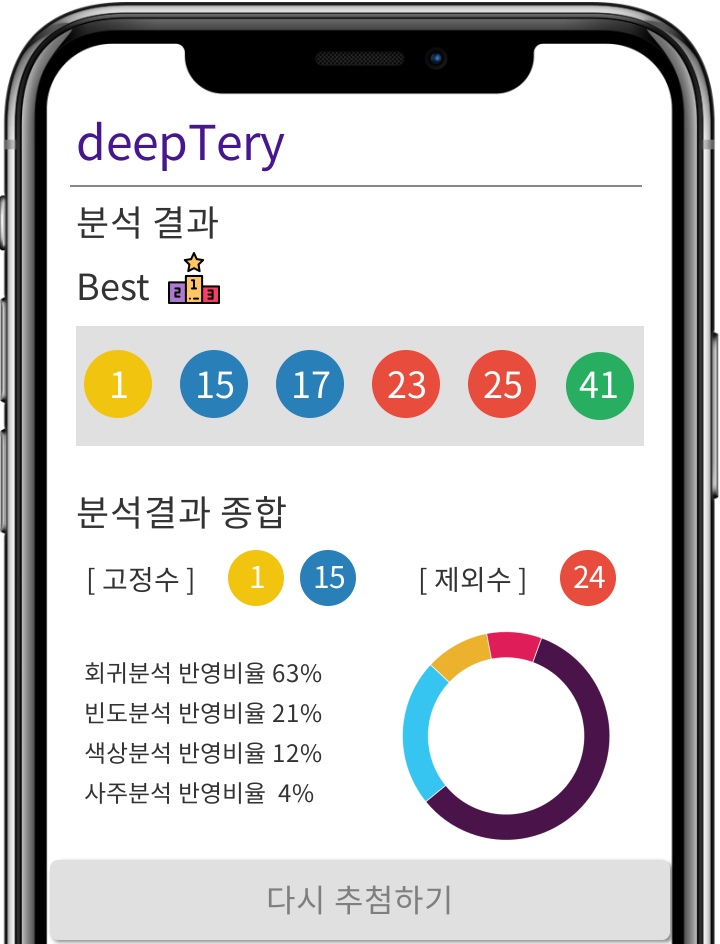 deepTery
분석 결과
Best 2 1 3
1 15 17 23 25 41
분석결과 종합
[ 고정수 ] 1 15 [ 제외수 ] 24
회귀분석 반영비율 63%
빈도분석 반영비율 21%
색상분석 반영비율 12%
사주분석 반영비율 4%
다시 추첨하기